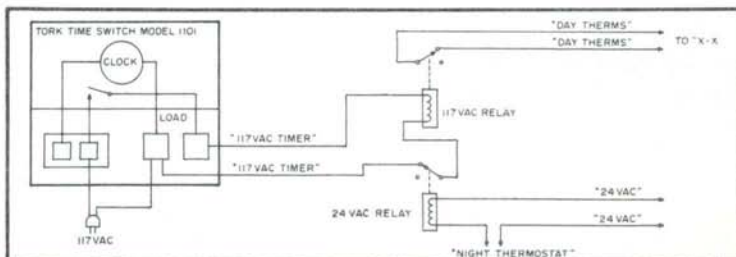 TORK TIME SWITCH MODEL 1101
CLOCK
LOAD
117VAC
"117VAC TIMER"
"117VAC TIMER"
"DAY THERMS"
"DAY THERMS"
TO "X-X
117VAC RELAY
24 VAC RELAY
"24VAC"
"24VAC"
"NIGHT THERMOSTAT"